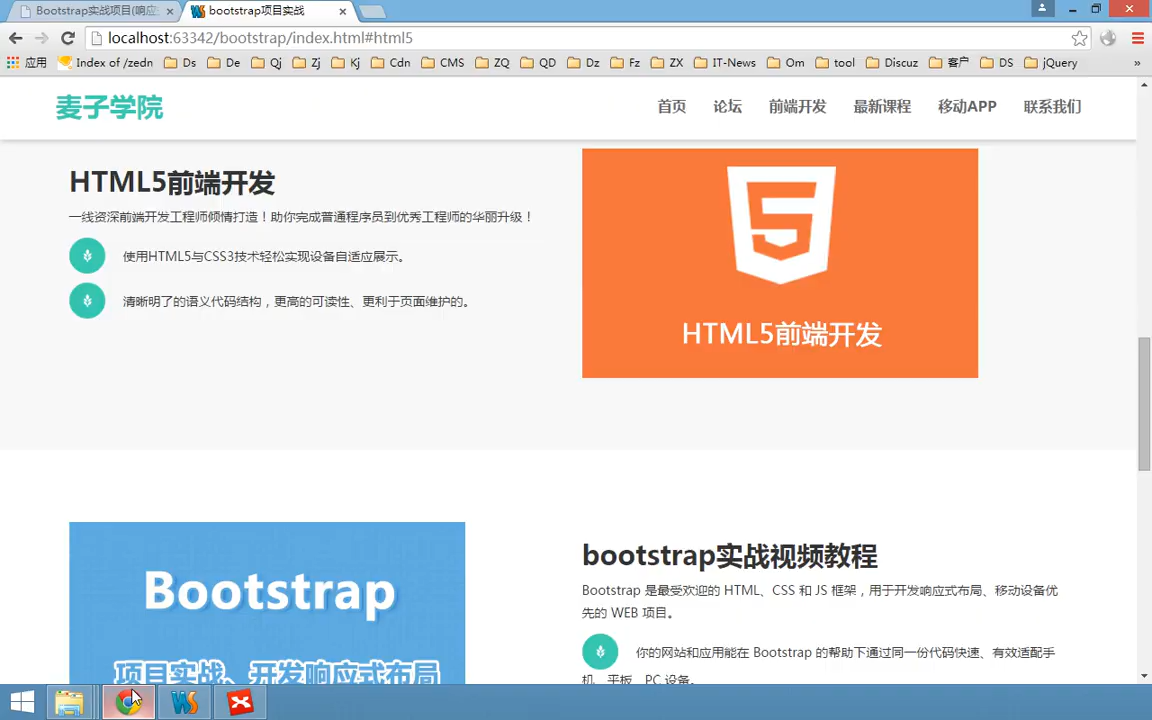 Bootstrap实战项目(响应
bootstrap项目实战
localhost:63342/bootstrap/index.html#html5
应用 Index of /zedn Ds De Qj Zj Kj Cdn CMS ZQ QD Dz Fz ZX IT-News Om tool Discuz 客户 DS jQuery »
麦子学院
首页 论坛 前端开发 最新课程 移动APP 联系我们
HTML5前端开发
一线资深前端开发工程师倾情打造！助你完成普通程序员到优秀工程师的华丽升级！
使用HTML5与CSS3技术轻松实现设备自适应展示。
清晰明了的语义代码结构，更高的可读性、更利于页面维护的。
HTML5前端开发
Bootstrap
项目实战、开发响应式布局
bootstrap实战视频教程
Bootstrap 是最受欢迎的 HTML、CSS 和 JS 框架，用于开发响应式布局、移动设备优
先的 WEB 项目。
你的网站和应用能在 Bootstrap 的帮助下通过同一份代码快速、有效适配手
机、平板、PC 设备。